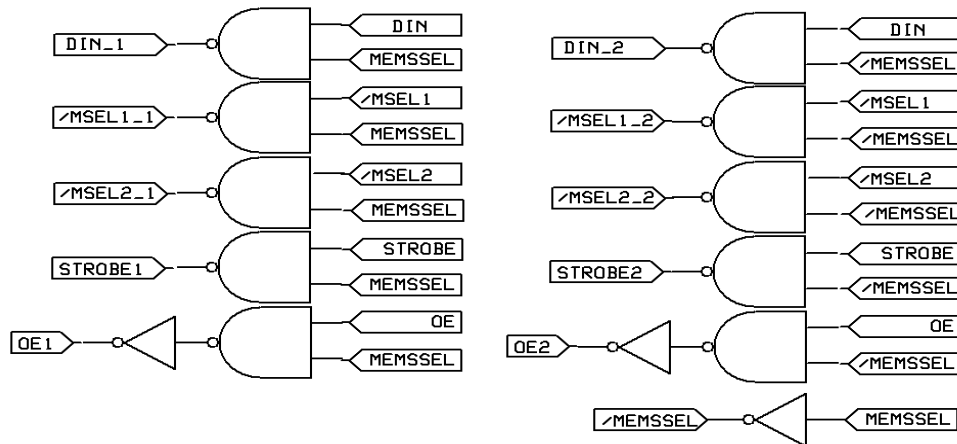 DIN_1
DIN
MEMSSEL
/MSEL1_1
/MSEL1
MEMSSEL
/MSEL2_1
/MSEL2
MEMSSEL
STROBE1
STROBE
MEMSSEL
OE1
OE
MEMSSEL
DIN_2
DIN
/MEMSSEL
/MSEL1_2
/MSEL1
/MEMSSEL
/MSEL2_2
/MSEL2
/MEMSSEL
STROBE2
STROBE
/MEMSSEL
OE2
OE
/MEMSSEL
/MEMSSEL
MEMSSEL